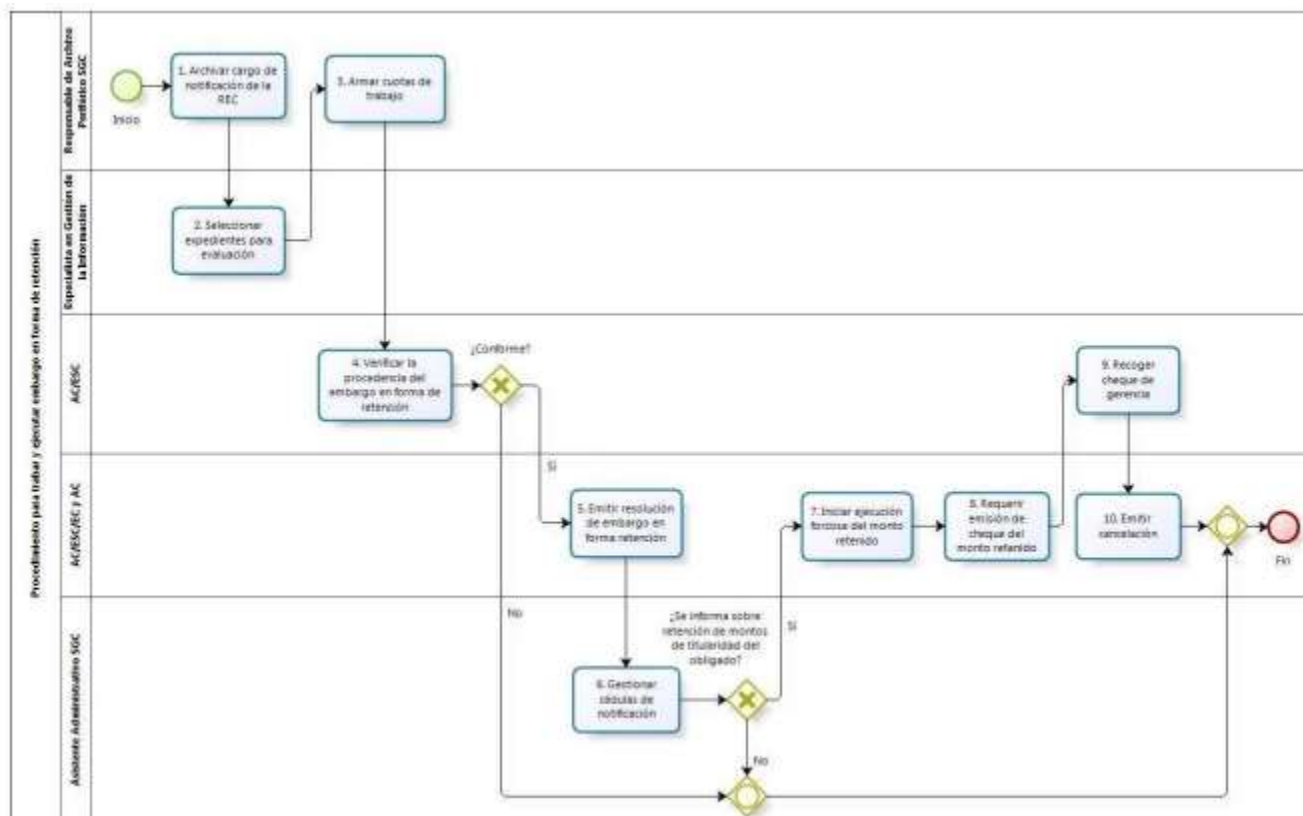 Procedimiento para trabar y ejecutar embargo en forma de retención
Responsable de Archivo
Periférico SGC
Inicio
1. Archivar cargo de
notificación de la
REC
3. Armar cuotas de
trabajo
Especialista en Gestión de
la Información
2. Seleccionar
expedientes para
evaluación
AC/ESC
4. Verificar la
procedencia del
embargo en forma de
retención
¿Conforme?
9. Recoger
cheque de
gerencia
AC/ESC/EC y AC
Sí
5. Emitir resolución
de embargo en
forma retención
7. Iniciar ejecución
forzosa del monto
retenido
8. Requerir
emisión de
cheque del
monto retenido
10. Emitir
cancelación
Fin
Asistente Administrativo SGC
No
¿Se informa sobre
retención de montos
de titularidad del
obligado?
Sí
6. Gestionar
cédulas de
notificación
No